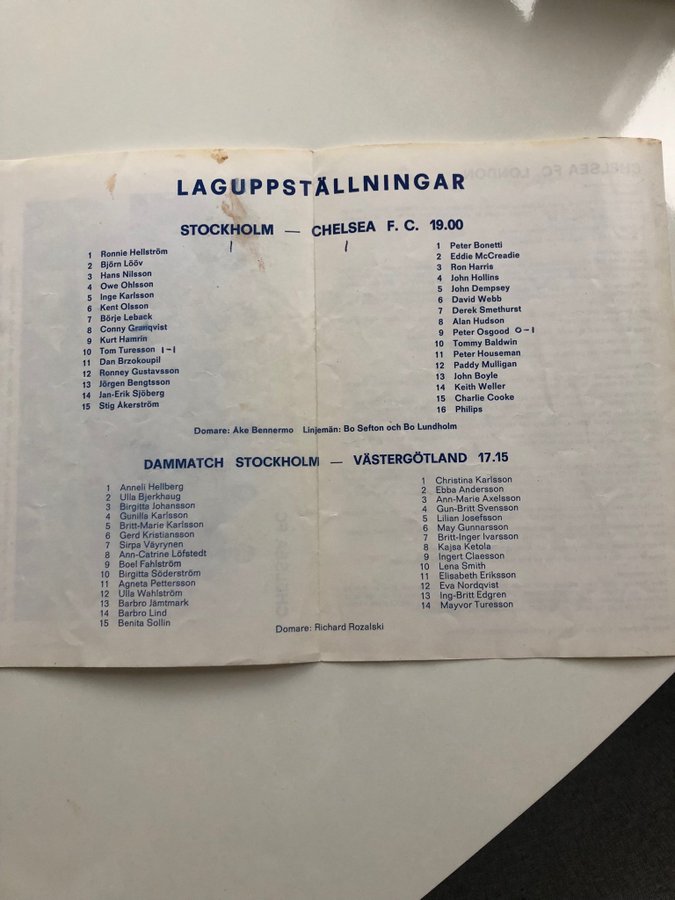 LAGUPPSTÄLLNINGAR
STOCKHOLM — CHELSEA F. C. 19.00
1 1
1 Ronnie Hellström
2 Björn Lööv
3 Hans Nilsson
4 Owe Ohlsson
5 Inge Karlsson
6 Kent Olsson
7 Börje Leback
8 Conny Granqvist
9 Kurt Hamrin
10 Tom Turesson 1-1
11 Dan Brzokoupil
12 Ronney Gustavsson
13 Jörgen Bengtsson
14 Jan-Erik Sjöberg
15 Stig Åkerström
1 Peter Bonetti
2 Eddie McCreadie
3 Ron Harris
4 John Hollins
5 John Dempsey
6 David Webb
7 Derek Smethurst
8 Alan Hudson
9 Peter Osgood 0-1
10 Tommy Baldwin
11 Peter Houseman
12 Paddy Mulligan
13 John Boyle
14 Keith Weller
15 Charlie Cooke
16 Philips
Domare: Åke Bennermo Linjemän: Bo Sefton och Bo Lundholm
DAMMATCH STOCKHOLM — VÄSTERGÖTLAND 17.15
1 Anneli Hellberg
2 Ulla Bjerkhaug
3 Birgitta Johansson
4 Gunilla Karlsson
5 Britt-Marie Karlsson
6 Gerd Kristiansson
7 Sirpa Väyrynen
8 Ann-Catrine Löfstedt
9 Boel Fahlström
10 Birgitta Söderström
11 Agneta Pettersson
12 Ulla Wahlström
13 Barbro Jämtmark
14 Barbro Lind
15 Benita Sollin
1 Christina Karlsson
2 Ebba Andersson
3 Ann-Marie Axelsson
4 Gun-Britt Svensson
5 Lilian Josefsson
6 May Gunnarsson
7 Britt-Inger Ivarsson
8 Kajsa Ketola
9 Ingert Claesson
10 Lena Smith
11 Elisabeth Eriksson
12 Eva Nordqvist
13 Ing-Britt Edgren
14 Mayvor Turesson
Domare: Richard Rozalski